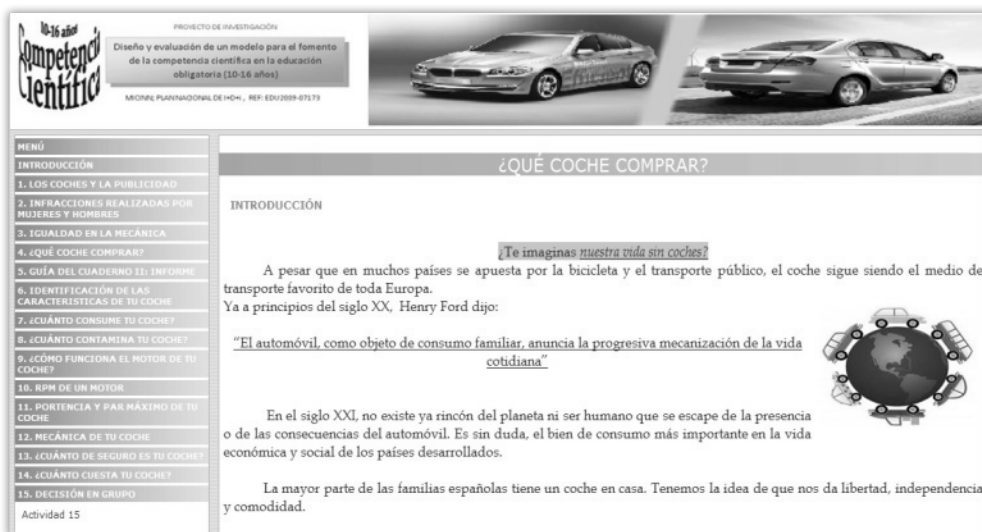 10-16 años
Competencia
Científica
PROYECTO DE INVESTIGACIÓN:
Diseño y evaluación de un modelo para el fomento
de la competencia científica en la educación
obligatoria (10-16 años)
MICINN; PLAN NACIONAL DE I+D+i , REF: EDU2009-07173
MENÚ
INTRODUCCIÓN
1. LOS COCHES Y LA PUBLICIDAD
2. INFRACCIONES REALIZADAS POR
MUJERES Y HOMBRES
3. IGUALDAD EN LA MECÁNICA
4. ¿QUÉ COCHE COMPRAR?
5. GUÍA DEL CUADERNO II: INFORME
6. IDENTIFICACIÓN DE LAS
CARACTERISTICAS DE TU COCHE
7. ¿CUÁNTO CONSUME TU COCHE?
8. ¿CUÁNTO CONTAMINA TU COCHE?
9. ¿CÓMO FUNCIONA EL MOTOR DE TU
COCHE?
10. RPM DE UN MOTOR
11. PORTENCIA Y PAR MÁXIMO DE TU
COCHE
12. MECÁNICA DE TU COCHE
13. ¿CUÁNTO DE SEGURO ES TU COCHE?
14. ¿CUÁNTO CUESTA TU COCHE?
15. DECISIÓN EN GRUPO
Actividad 15
¿QUÉ COCHE COMPRAR?
INTRODUCCIÓN
¿Te imaginas nuestra vida sin coches?
A pesar que en muchos países se apuesta por la bicicleta y el transporte público, el coche sigue siendo el medio de
transporte favorito de toda Europa.
Ya a principios del siglo XX, Henry Ford dijo:
"El automóvil, como objeto de consumo familiar, anuncia la progresiva mecanización de la vida
cotidiana"
En el siglo XXI, no existe ya rincón del planeta ni ser humano que se escape de la presencia
o de las consecuencias del automóvil. Es sin duda, el bien de consumo más importante en la vida
económica y social de los países desarrollados.
La mayor parte de las familias españolas tiene un coche en casa. Tenemos la idea de que nos da libertad, independencia
y comodidad.